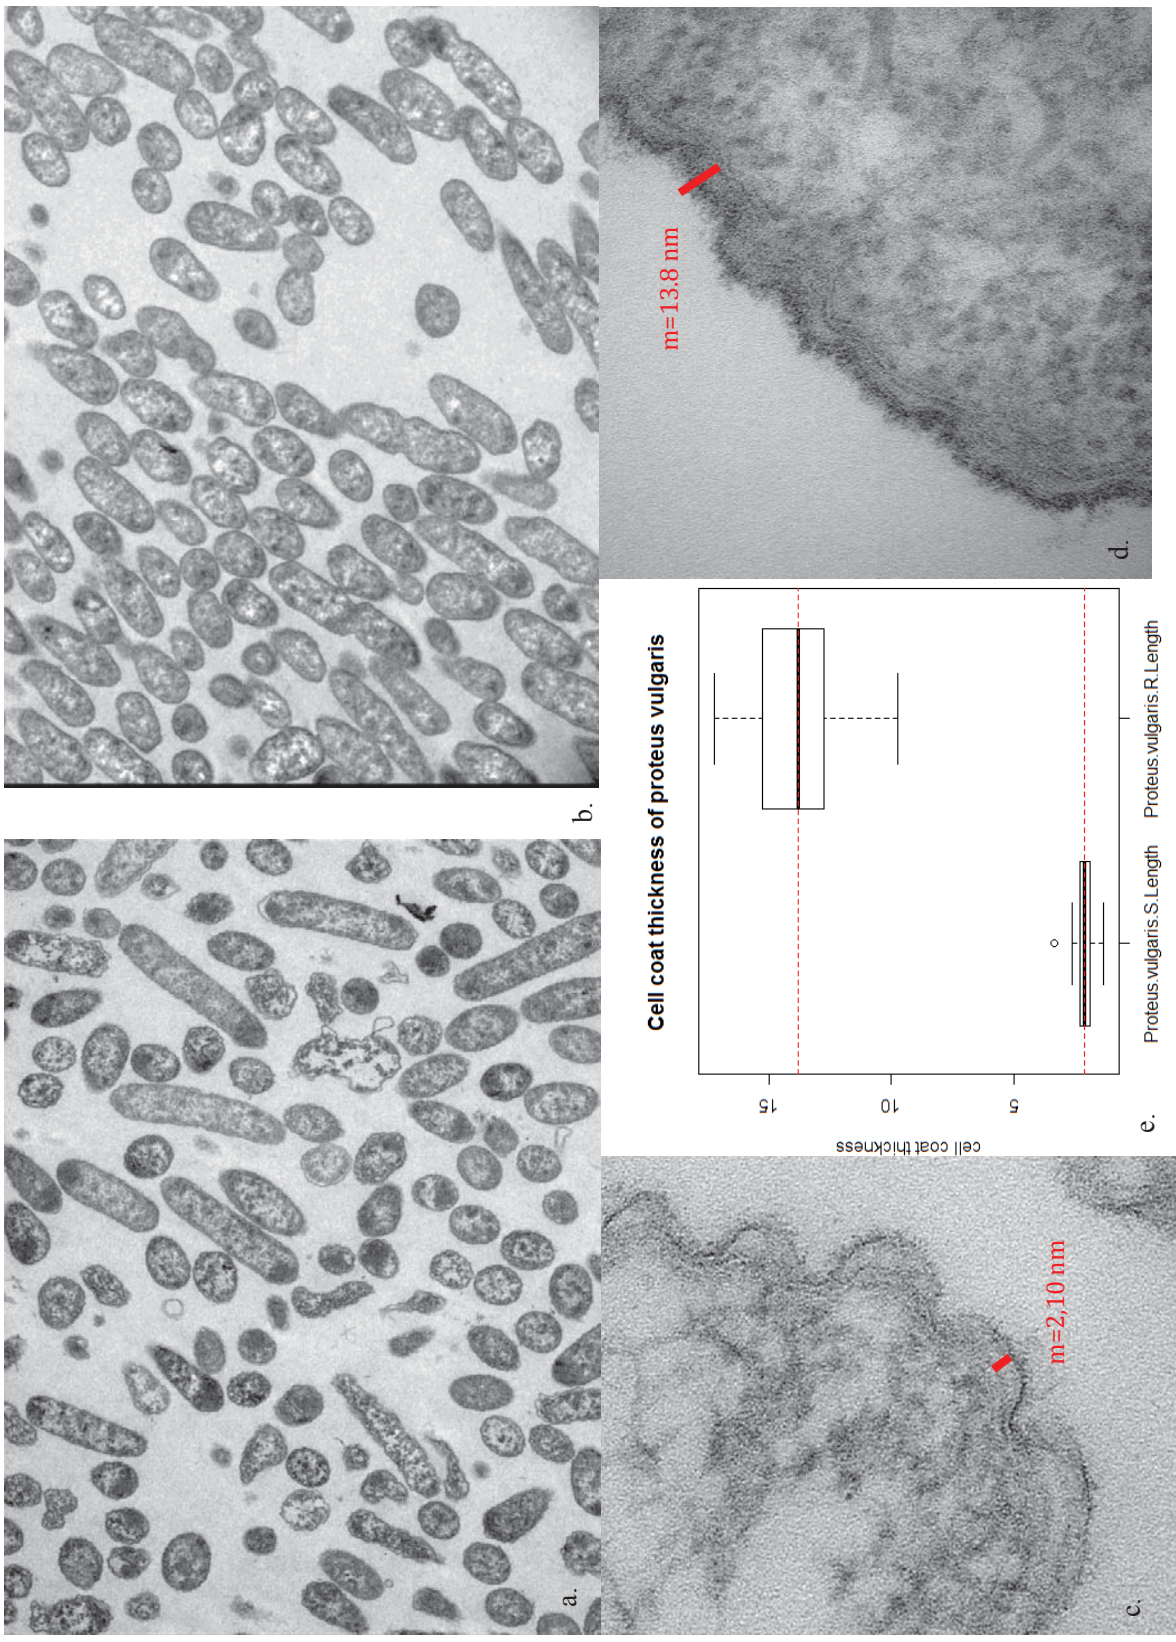 a.
b.
c.
m=2,10 nm
Cell coat thickness of proteus vulgaris
cell coat thickness
15
10
5
Proteus.vulgaris.S.Length
Proteus.vulgaris.R.Length
e.
m=13.8 nm
d.